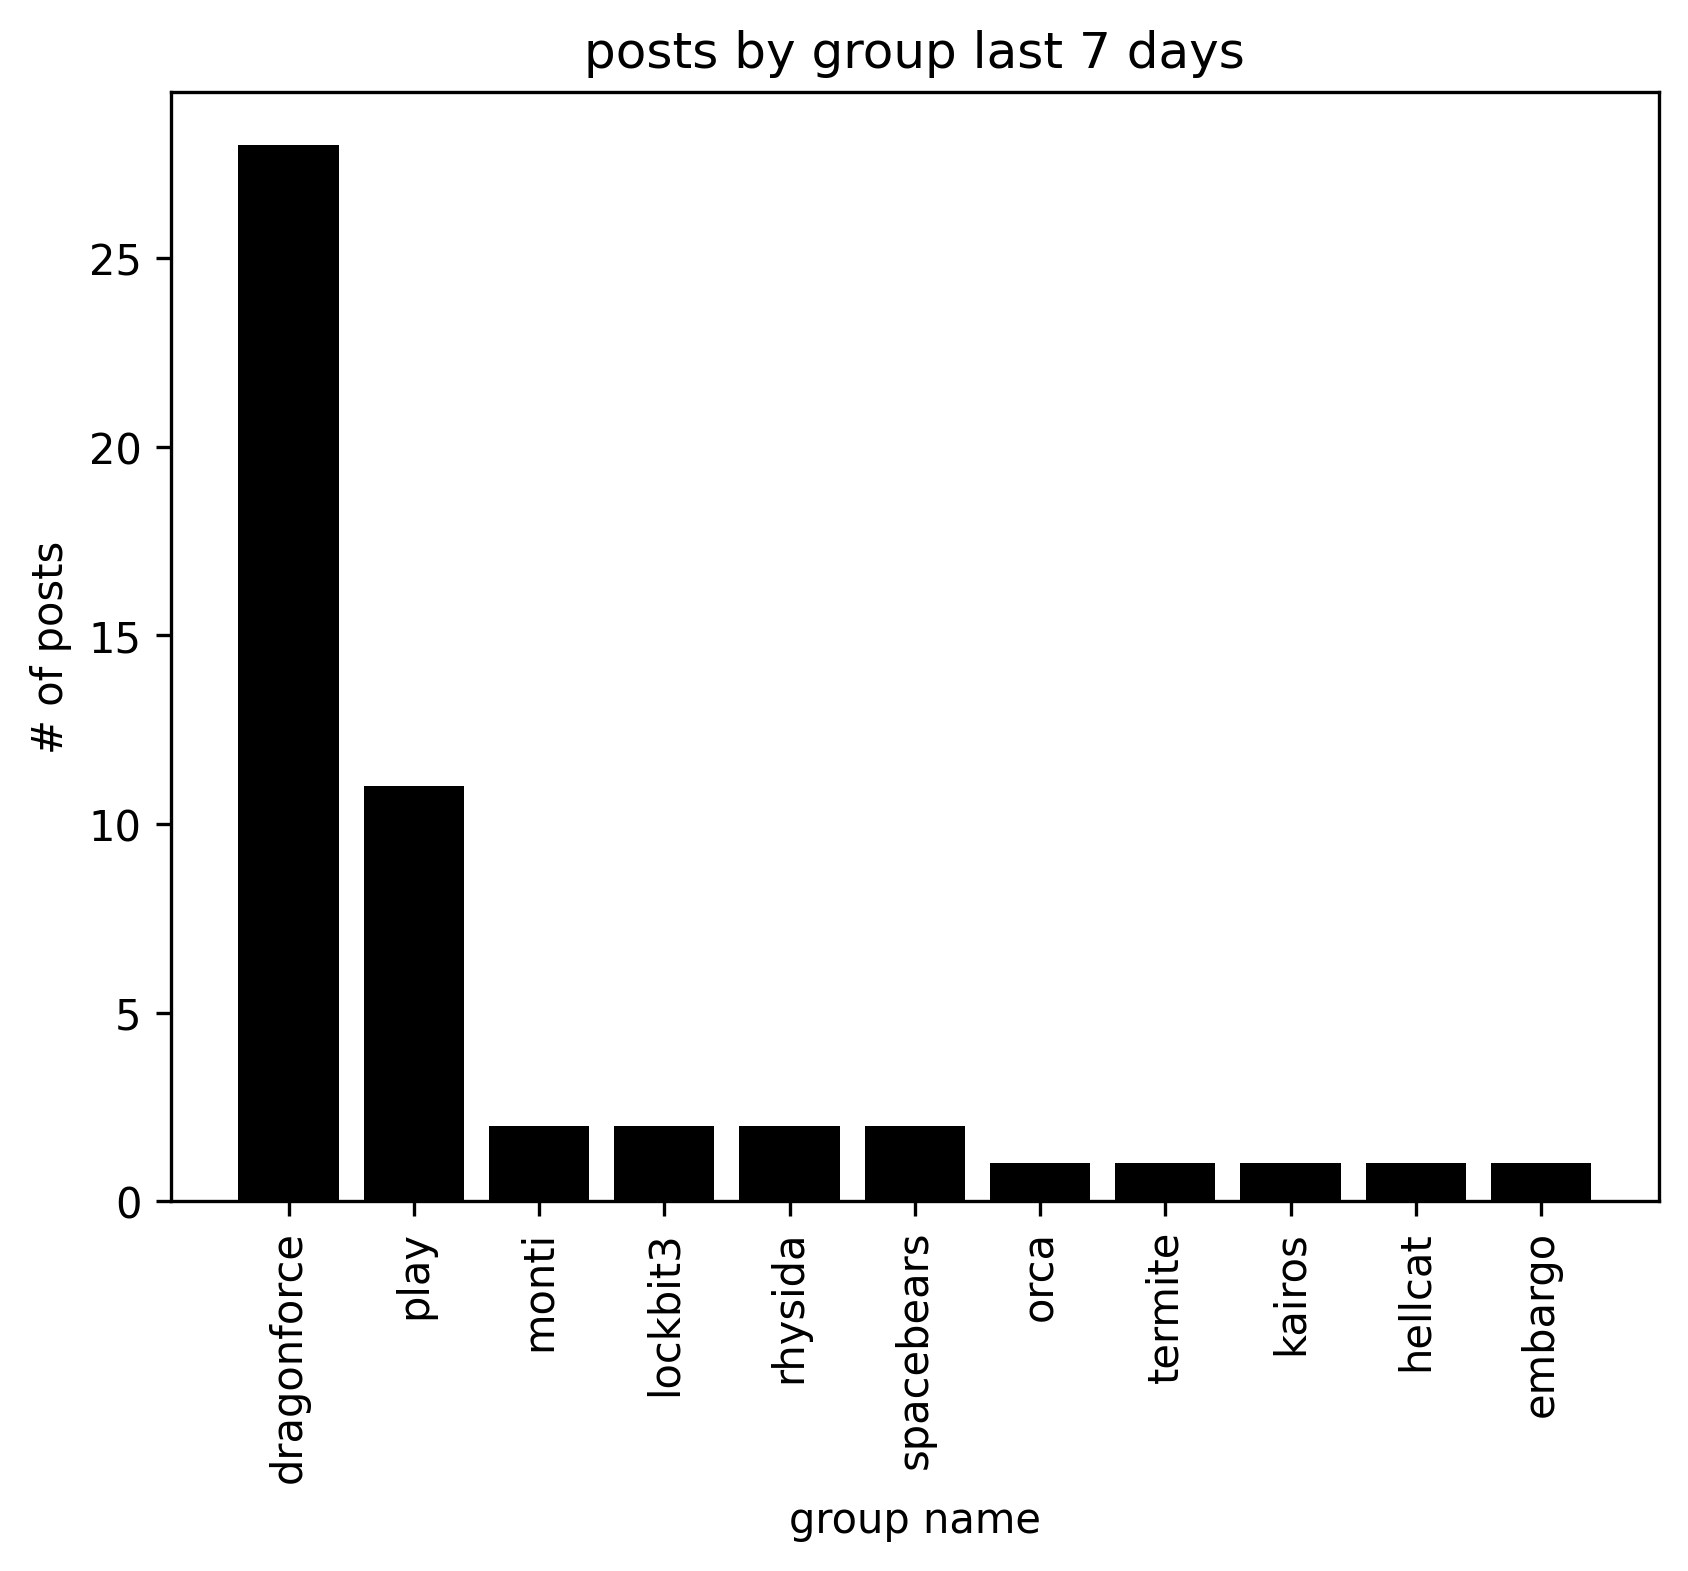 posts by group last 7 days
# of posts
25
20
15
10
5
0
dragonforce
play
monti
lockbit3
rhysida
spacebears
orca
termite
kairos
hellcat
embargo
group name